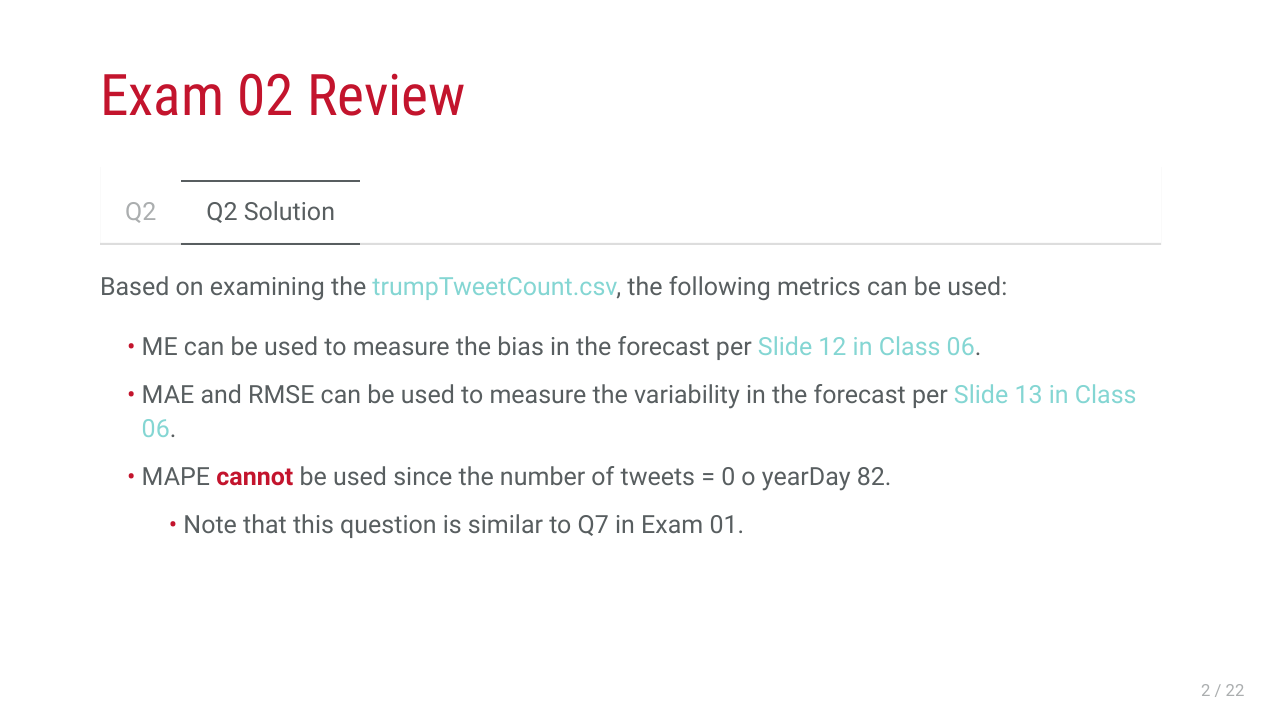 Exam 02 Review
Q2
Q2 Solution
Based on examining the trumpTweetCount.csv, the following metrics can be used:
• ME can be used to measure the bias in the forecast per Slide 12 in Class 06.
• MAE and RMSE can be used to measure the variability in the forecast per Slide 13 in Class
06.
• MAPE cannot be used since the number of tweets = 0 o yearDay 82.
• Note that this question is similar to Q7 in Exam 01.
2 / 22